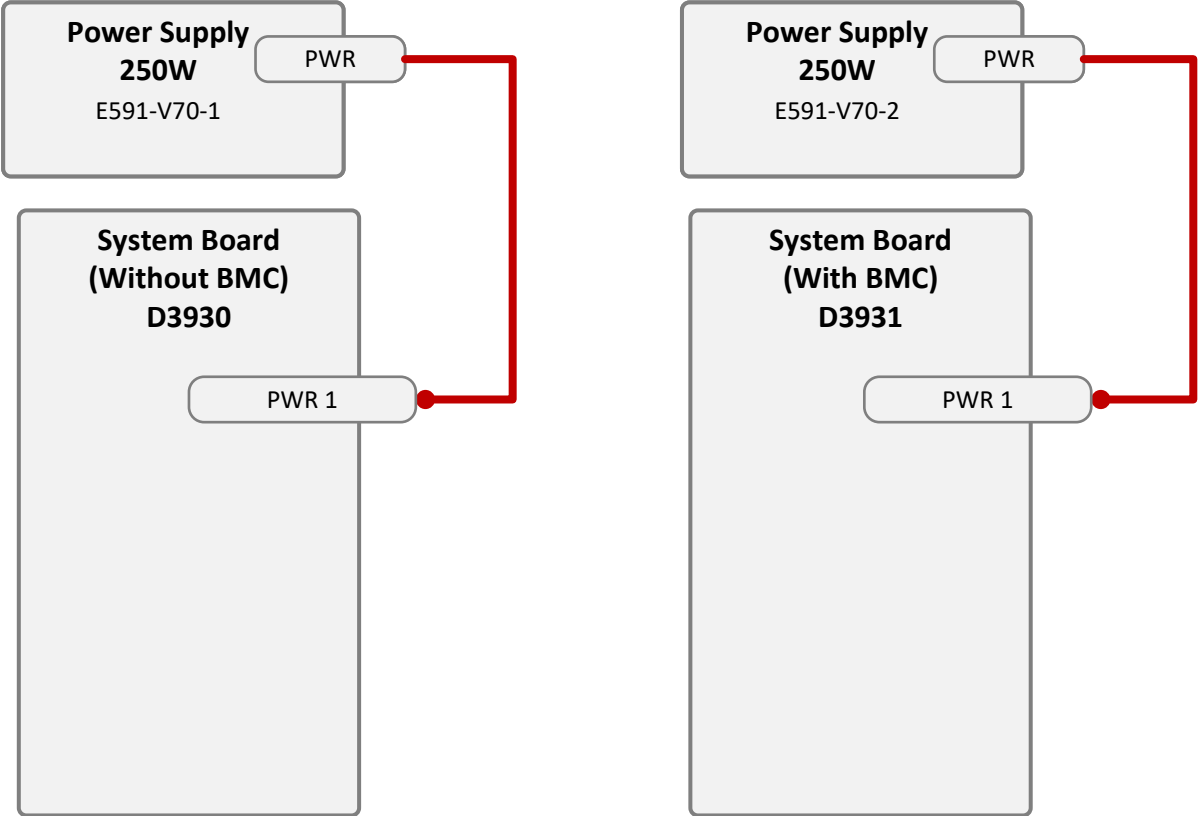 Power Supply
250W
E591-V70-1
PWR
System Board
(Without BMC)
D3930
PWR 1
Power Supply
250W
E591-V70-2
PWR
System Board
(With BMC)
D3931
PWR 1